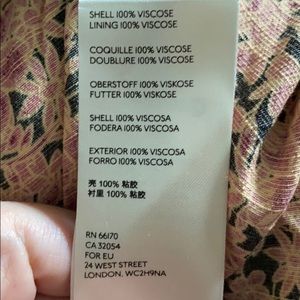 SHELL 100% VISCOSE
LINING 100% VISCOSE
COQUILLE 100% VISCOSE
DOUBLURE 100% VISCOSE
OBERSTOFF 100% VISKOSE
FUTTER 100% VISKOSE
SHELL 100% VISCOSA
FODERA 100% VISCOSA
EXTERIOR 100% VISCOSA
FORRO 100% VISCOSA
壳 100% 粘胶
衬里 100% 粘胶
RN 66170
CA 32054
FOR EU
24 WEST STREET
LONDON, WC2H9NA